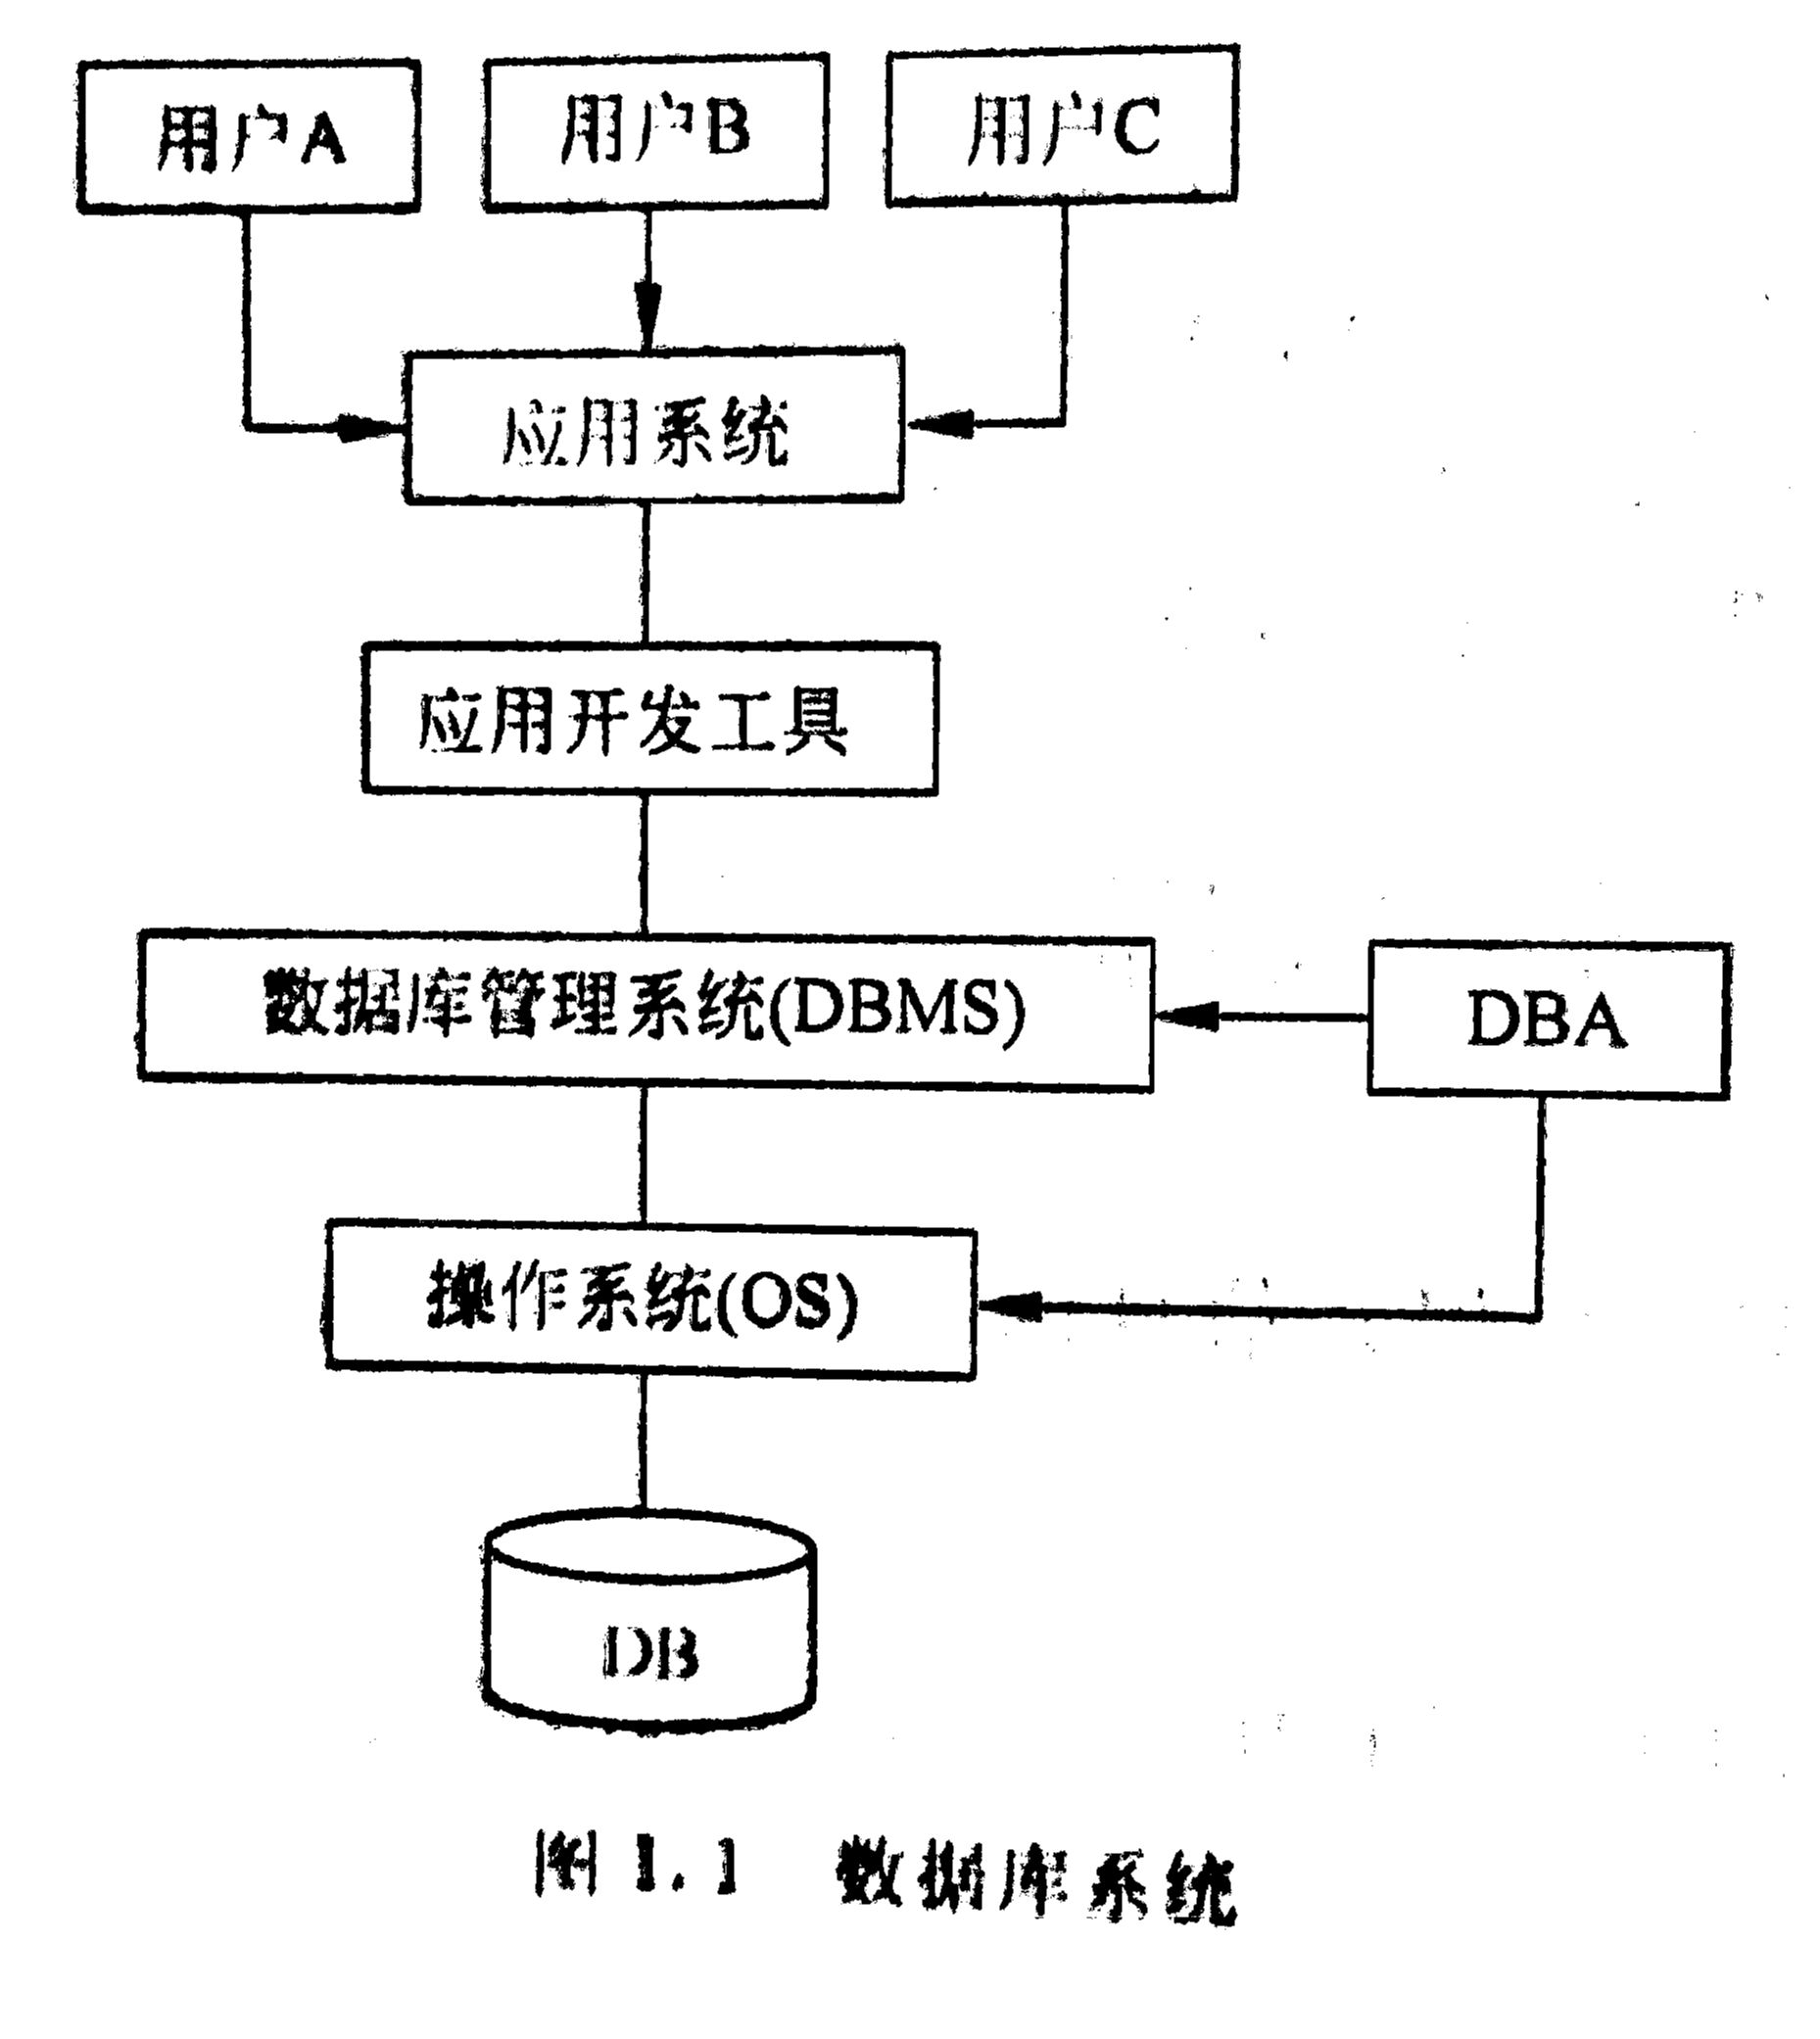 用户A 用户B 用户C
应用系统
应用开发工具
数据库管理系统(DBMS) DBA
操作系统(OS)
DB
图 1.1 数据库系统